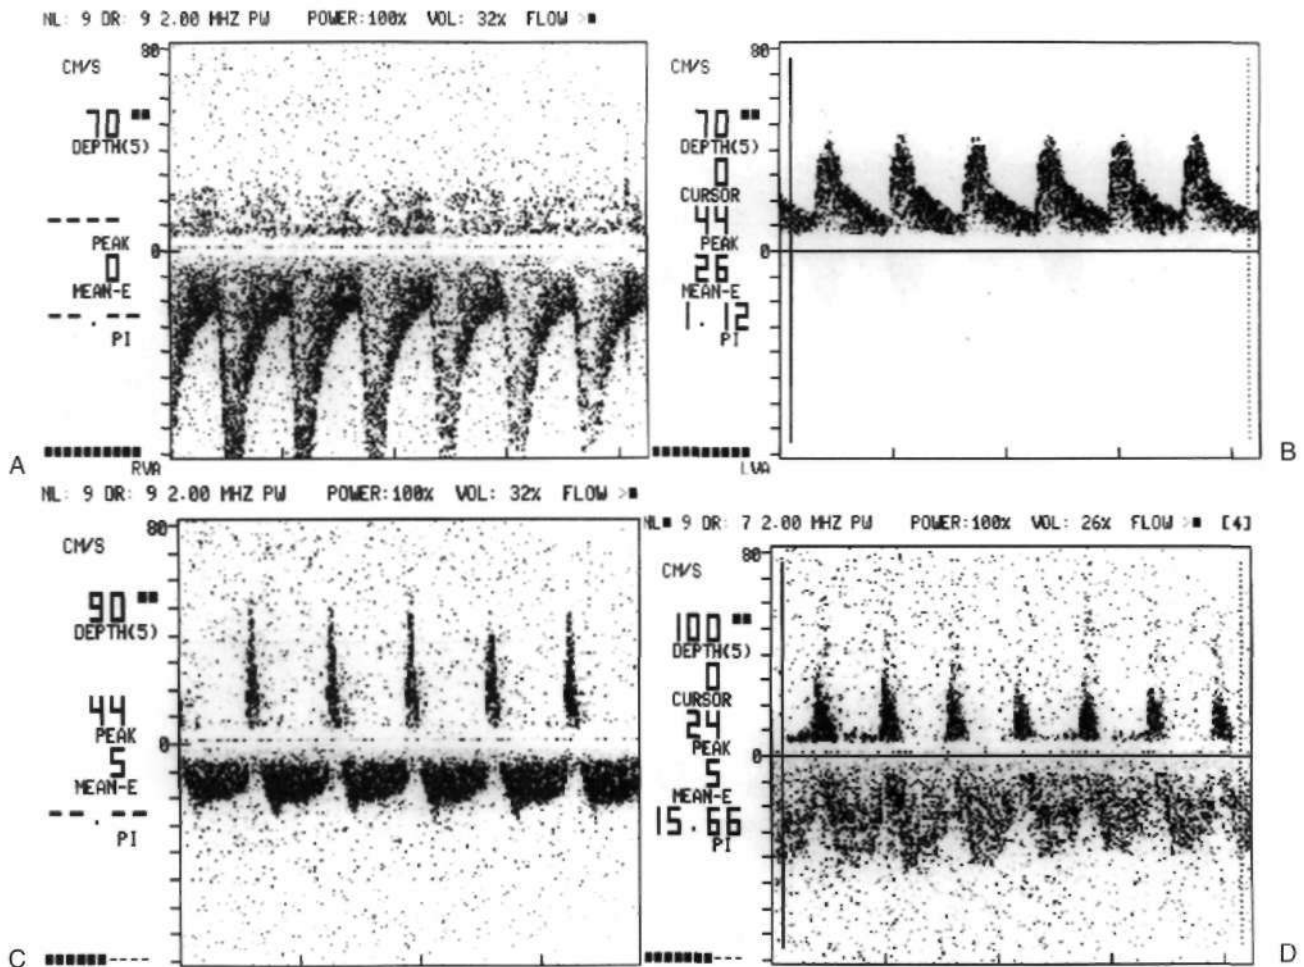 NL: 9 DR: 9 2.00 MHZ PW POWER:100% VOL: 32% FLOW >■
80
CM/S
70 ■■
DEPTH(5)
----
PEAK
0
0
MEAN-E
--.--
PI
A
RVA
80
CM/S
70 ■■
DEPTH(5)
0
CURSOR
44
PEAK
0
26
MEAN-E
1.12
PI
B
LVA
NL: 9 DR: 9 2.00 MHZ PW POWER:100% VOL: 32% FLOW >■
80
CM/S
90 ■■
DEPTH(5)
44
PEAK
0
5
MEAN-E
--.--
PI
C
NL■ 9 DR: 7 2.00 MHZ PW POWER:100% VOL: 26% FLOW >■ [4]
80
CM/S
100 ■■
DEPTH(5)
0
CURSOR
24
PEAK
0
5
MEAN-E
15.66
PI
D